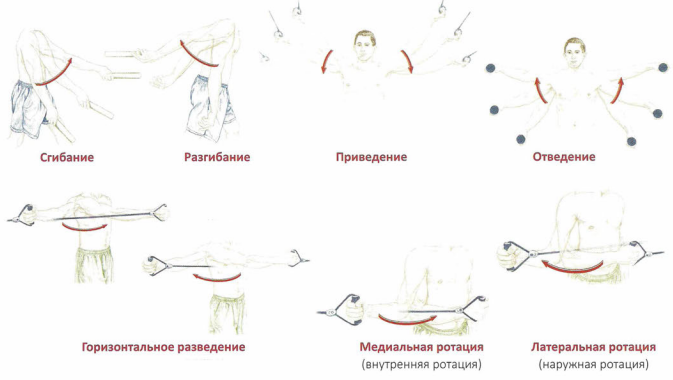 Сгибание
Разгибание
Приведение
Отведение
Горизонтальное разведение
Медиальная ротация
(внутренняя ротация)
Латеральная ротация
(наружная ротация)